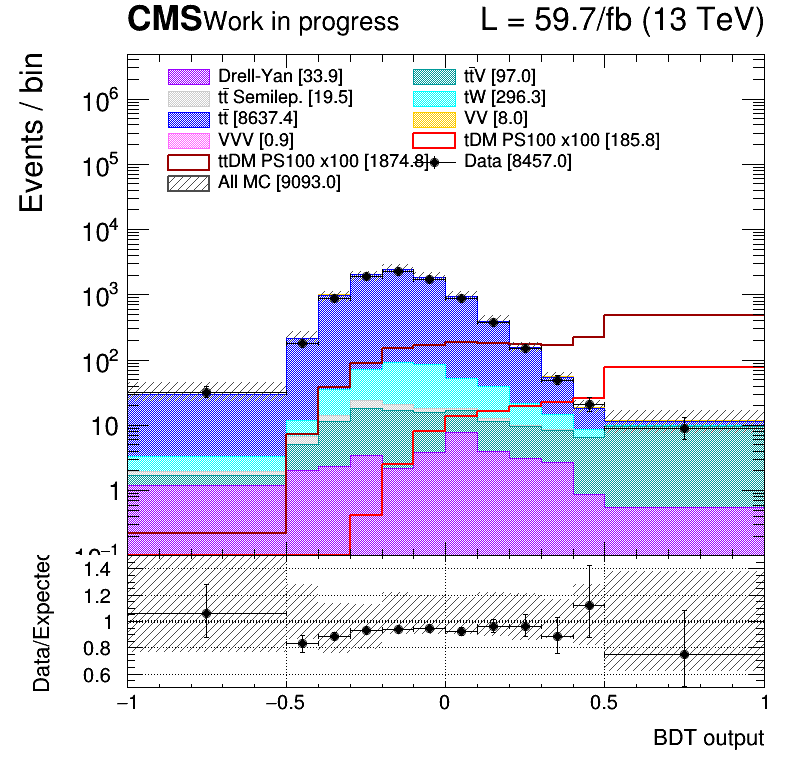 CMS Work in progress L = 59.7/fb (13 TeV)
Events / bin
Drell-Yan [33.9] tt̄V [97.0]
tt̄ Semilep. [19.5] tW [296.3]
tt̄ [8637.4] VV [8.0]
VVV [0.9] tDM PS100 x100 [185.8]
ttDM PS100 x100 [1874.8] Data [8457.0]
All MC [9093.0]
10⁶
10⁵
10⁴
10³
10²
10
1
10⁻¹
Data/Expected
1.4
1.2
1
0.8
0.6
−1 −0.5 0 0.5 1
BDT output